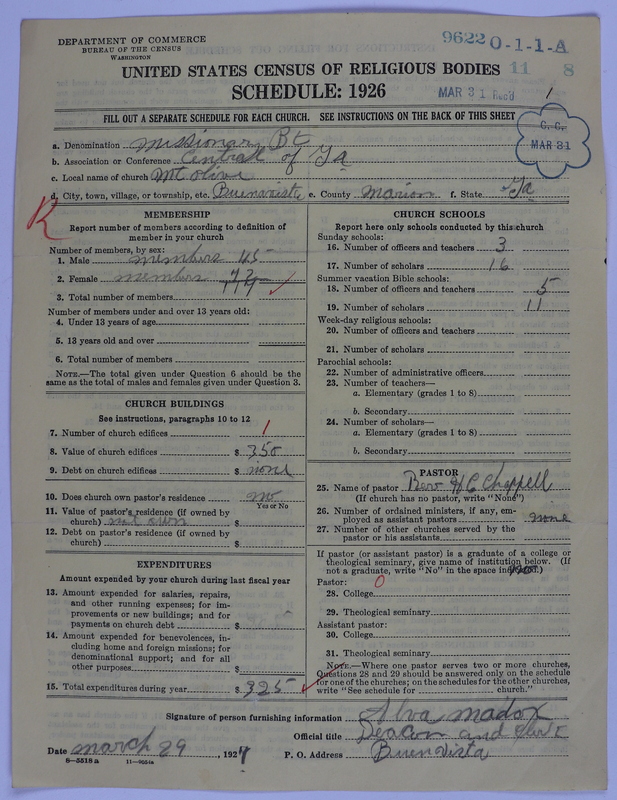 DEPARTMENT OF COMMERCE
BUREAU OF THE CENSUS
WASHINGTON
9622 0-1-1-A
11 8
UNITED STATES CENSUS OF RELIGIOUS BODIES
SCHEDULE: 1926
MAR 31 Recd
1
FILL OUT A SEPARATE SCHEDULE FOR EACH CHURCH. SEE INSTRUCTIONS ON THE BACK OF THIS SHEET
C. C.
MAR 31
a. Denomination Missionary Bt
b. Association or Conference Central of Ga
c. Local name of church Mt olive
d. City, town, village, or township, etc. Buenavista e. County Marion f. State Ga
R
MEMBERSHIP
Report number of members according to definition of
member in your church
Number of members, by sex:
1. Male members 45
2. Female members 72
3. Total number of members 117
Number of members under and over 13 years old:
4. Under 13 years of age
5. 13 years old and over
6. Total number of members
NOTE.—The total given under Question 6 should be
same as the total of males and females given under Question 3.
CHURCH BUILDINGS
See instructions, paragraphs 10 to 12
7. Number of church edifices 1
8. Value of church edifices $ 350
9. Debt on church edifices $ none
10. Does church own pastor's residence no
Yes or No
11. Value of pastor's residence (if owned by
church) not own $
12. Debt on pastor's residence (if owned by
church) $
EXPENDITURES
Amount expended by your church during last fiscal year
13. Amount expended for salaries, repairs,
and other running expenses; for im-
provements or new buildings; and for
payments on church debt $
14. Amount expended for benevolences, in-
cluding home and foreign missions; for
denominational support; and for all
other purposes $
15. Total expenditures during year $ 325
CHURCH SCHOOLS
Report here only schools conducted by this church
Sunday schools:
16. Number of officers and teachers 3
17. Number of scholars 16
Summer vacation Bible schools:
18. Number of officers and teachers 5
19. Number of scholars 11
Week-day religious schools:
20. Number of officers and teachers
21. Number of scholars
Parochial schools:
22. Number of administrative officers
23. Number of teachers—
a. Elementary (grades 1 to 8)
b. Secondary
24. Number of scholars—
a. Elementary (grades 1 to 8)
b. Secondary
PASTOR
25. Name of pastor Rev H C Chappell
(If church has no pastor, write "None")
26. Number of ordained ministers, if any, em-
ployed as assistant pastors none
27. Number of other churches served by the
pastor or his assistants
If pastor (or assistant pastor) is a graduate of a college or
theological seminary, give name of institution below. (If
not a graduate, write "No" in the space
Pastor: 0
28. College
29. Theological seminary
Assistant pastor:
30. College
31. Theological seminary
NOTE.—Where one pastor serves two or more churches,
Questions 28 and 29 should be answered only on the schedule
for one of the churches; on the schedules for the other churches,
write "See schedule for church."
Signature of person furnishing information Alva Madox
Official title Deacon and clerk
Date March 29, 1927 P. O. Address Buenvista
8—5518 a